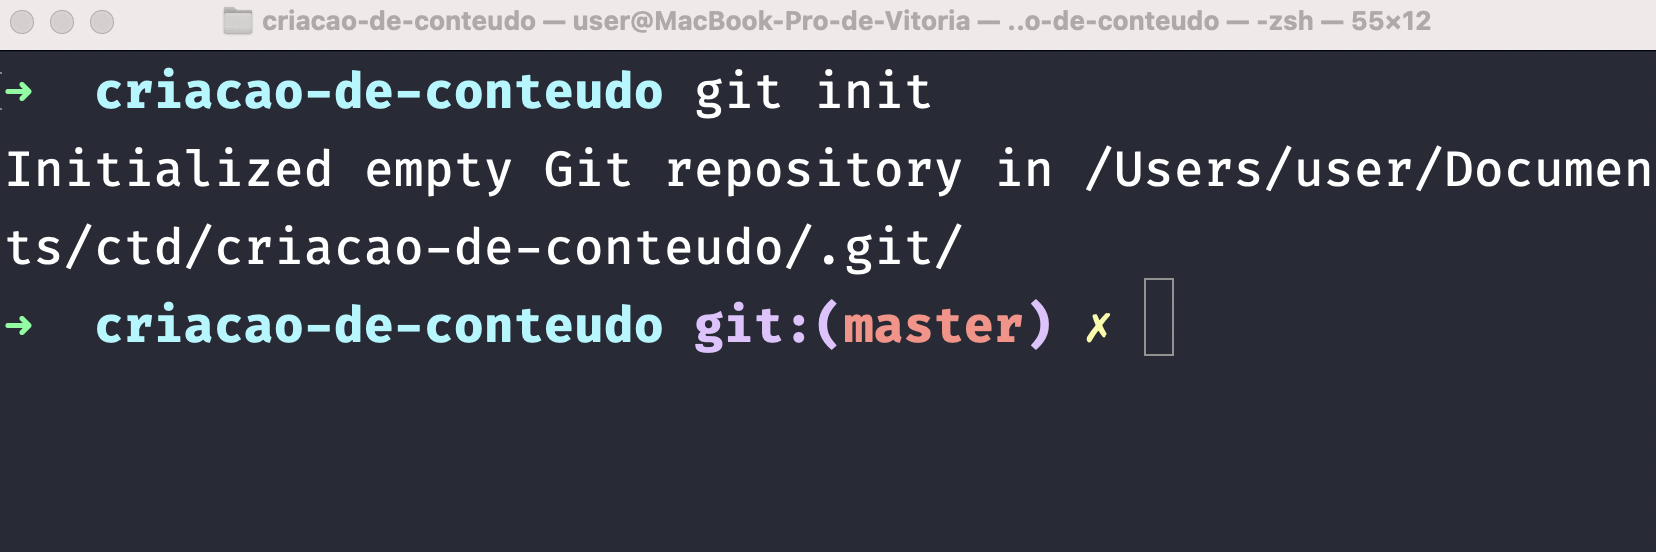 criacao-de-conteudo — user@MacBook-Pro-de-Vitoria — ..o-de-conteudo — -zsh — 55×12
➜  criacao-de-conteudo git init
Initialized empty Git repository in /Users/user/Documen
ts/ctd/criacao-de-conteudo/.git/
➜  criacao-de-conteudo git:(master) ✗